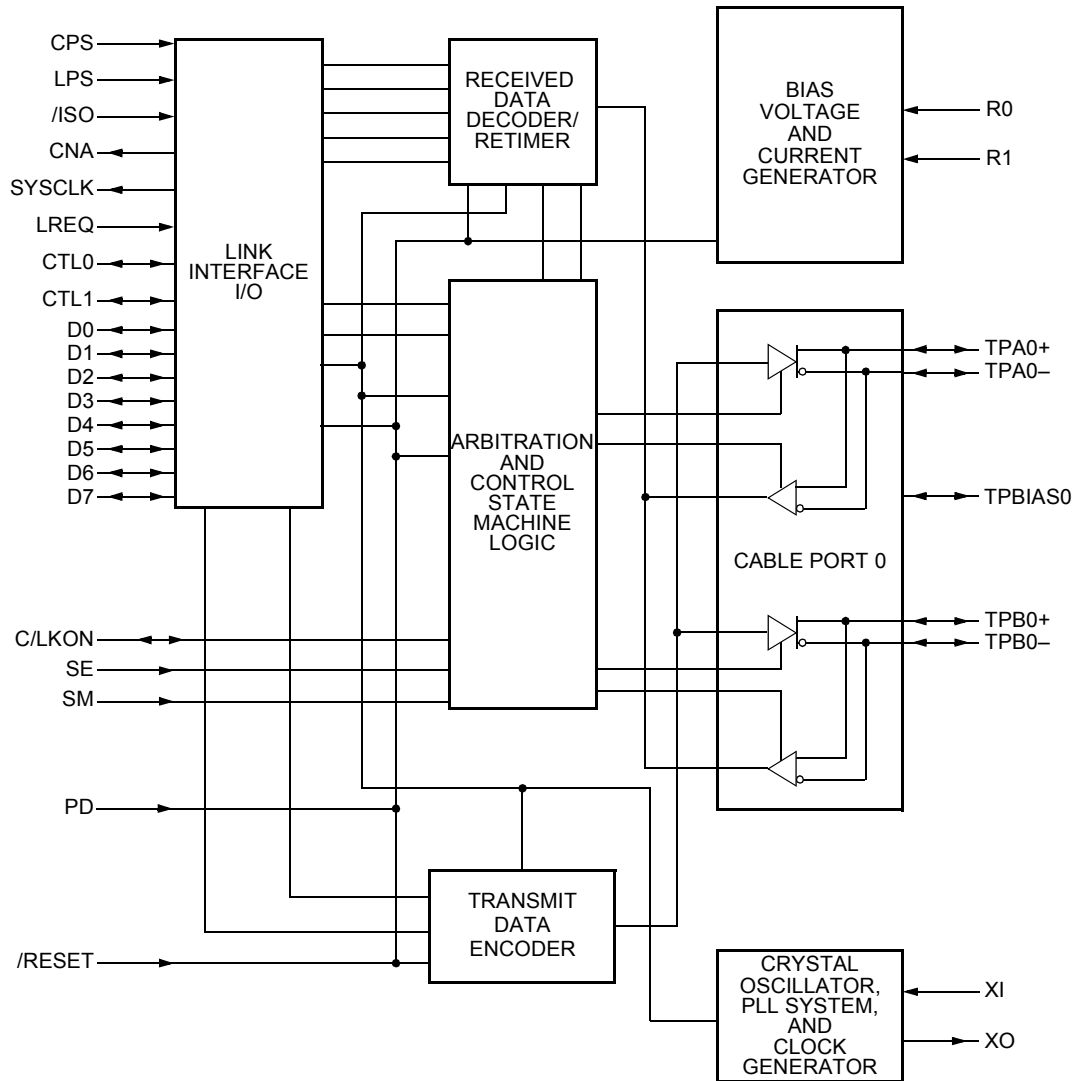 CPS
LPS
/ISO
CNA
SYSCLK
LREQ
CTL0
CTL1
D0
D1
D2
D3
D4
D5
D6
D7
C/LKON
SE
SM
PD
/RESET
LINK
INTERFACE
I/O
RECEIVED
DATA
DECODER/
RETIMER
ARBITRATION
AND
CONTROL
STATE
MACHINE
LOGIC
TRANSMIT
DATA
ENCODER
BIAS
VOLTAGE
AND
CURRENT
GENERATOR
R0
R1
CABLE PORT 0
TPA0+
TPA0–
TPBIAS0
TPB0+
TPB0–
CRYSTAL
OSCILLATOR,
PLL SYSTEM,
AND
CLOCK
GENERATOR
XI
XO